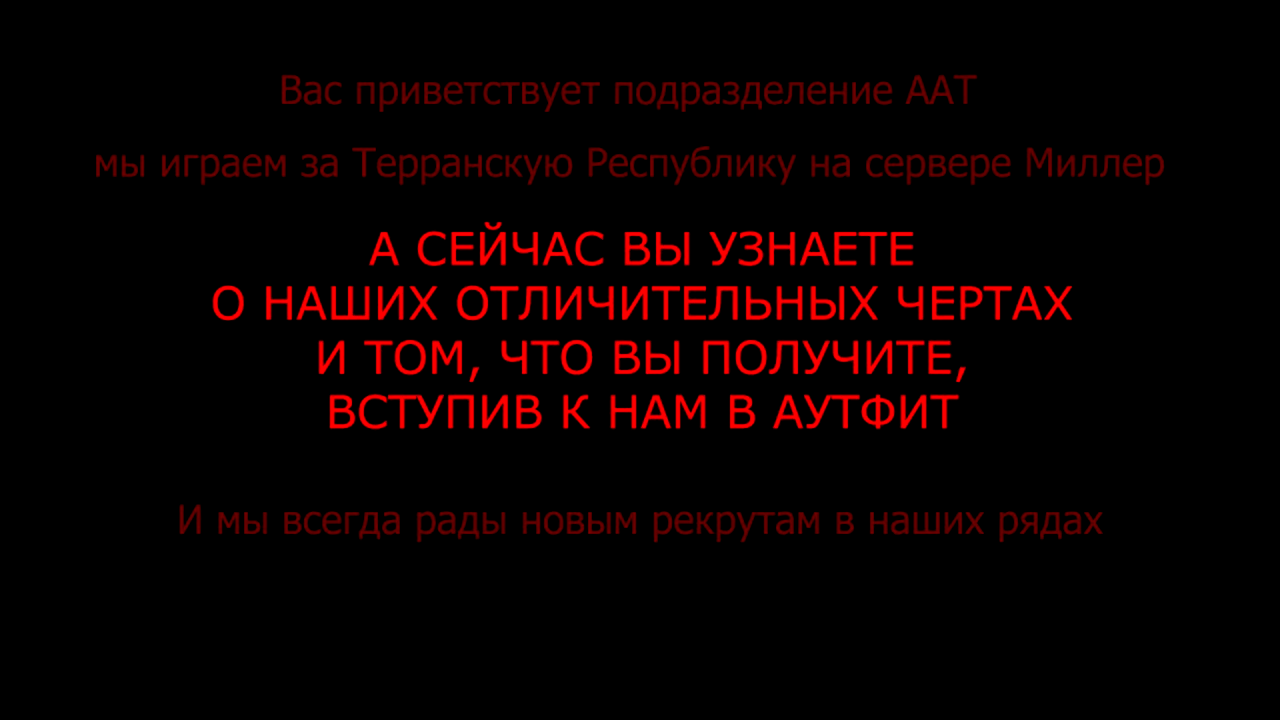 Вас приветствует подразделение ААТ
мы играем за Терранскую Республику на сервере Миллер
А СЕЙЧАС ВЫ УЗНАЕТЕ
О НАШИХ ОТЛИЧИТЕЛЬНЫХ ЧЕРТАХ
И ТОМ, ЧТО ВЫ ПОЛУЧИТЕ,
ВСТУПИВ К НАМ В АУТФИТ
И мы всегда рады новым рекрутам в наших рядах